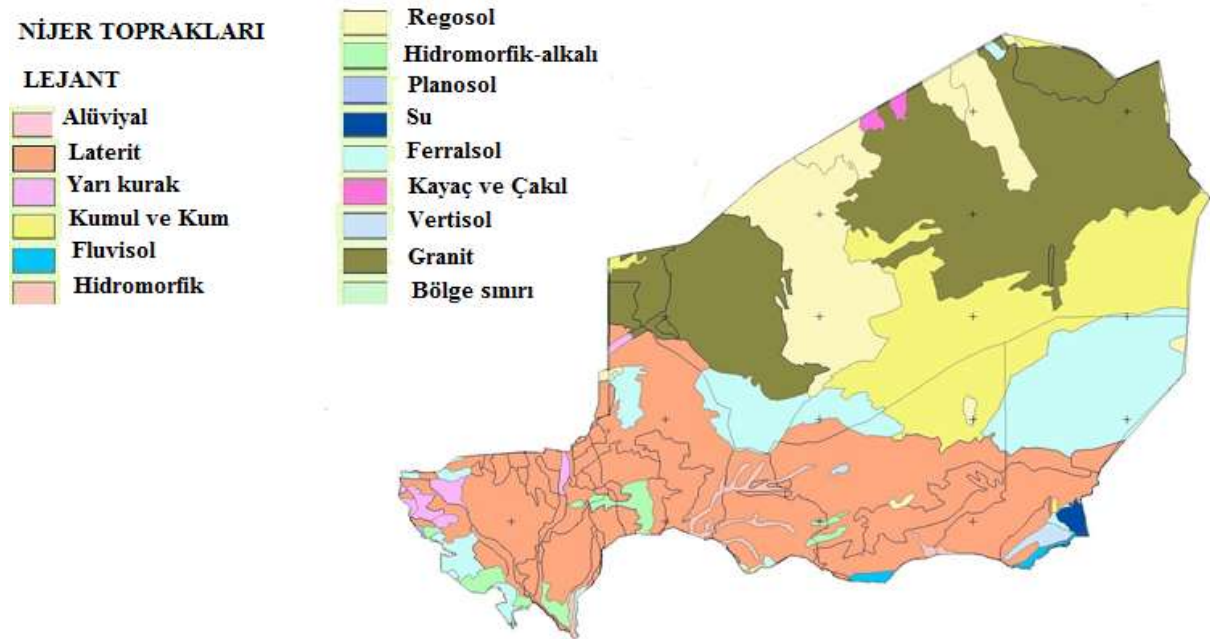 NİJER TOPRAKLARI
LEJANT
Alüviyal
Laterit
Yarı kurak
Kumul ve Kum
Fluvisol
Hidromorfik
Regosol
Hidromorfik-alkalı
Planosol
Su
Ferralsol
Kayaç ve Çakıl
Vertisol
Granit
Bölge sınırı